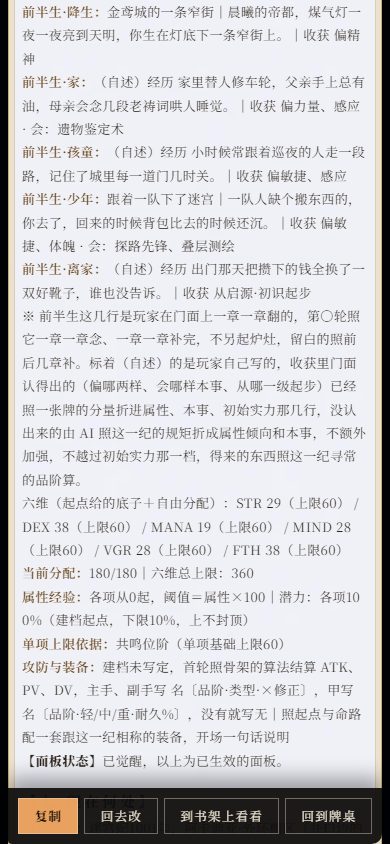 前半生·降生：金鸢城的一条窄街｜晨曦的帝都，煤气灯一
夜一夜亮到天明，你生在灯底下一条窄街上。｜收获 偏精
神
前半生·家：（自述）经历 家里替人修车轮，父亲手上总有
油，母亲会念几段老祷词哄人睡觉。｜收获 偏力量、感应
· 会：遗物鉴定术
前半生·孩童：（自述）经历 小时候常跟着巡夜的人走一段
路，记住了城里每一道门几时关。｜收获 偏敏捷、感应
前半生·少年：跟着一队下了迷宫｜一队人缺个搬东西的，
你去了，回来的时候背包比去的时候还沉。｜收获 偏敏
捷、体魄 · 会：探路先锋、叠层测绘
前半生·离家：（自述）经历 出门那天把攒下的钱全换了一
双好靴子，谁也没告诉。｜收获 从启源·初识起步
※ 前半生这几行是玩家在门面上一章一章翻的，第〇轮照
它一章一章念、一章一章补完，不另起炉灶，留白的照前
后几章补。标着（自述）的是玩家自己写的，收获里门面
认得出的（偏哪两样、会哪样本事、从哪一级起步）已经
照一张牌的分量折进属性、本事、初始实力那几行，没认
出来的由 AI 照这一纪的规矩折成属性倾向和本事，不额外
加强，不越过初始实力那一档，得来的东西照这一纪寻常
的品阶算。
六维（起点给的底子＋自由分配）：STR 29（上限60） /
DEX 38（上限60） / MANA 19（上限60） / MIND 28
（上限60） / VGR 28（上限60） / FTH 38（上限60）
当前分配：180/180｜六维总上限：360
属性经验：各项从0起，阈值＝属性×100｜潜力：各项10
0%（建档起点，下限10%，上不封顶）
单项上限依据：共鸣位阶（单项基础上限60）
攻防与装备：建档未写定，首轮照骨架的算法结算 ATK、
PV、DV，主手、副手写 名〔品阶·类型·×修正〕，甲写
名〔品阶·轻/中/重·耐久%〕，没有就写无｜照起点与命路
配一套跟这一纪相称的装备，开场一句话说明
【面板状态】已觉醒，以上为已生效的面板。
复制
回去改
到书架上看看
回到牌桌